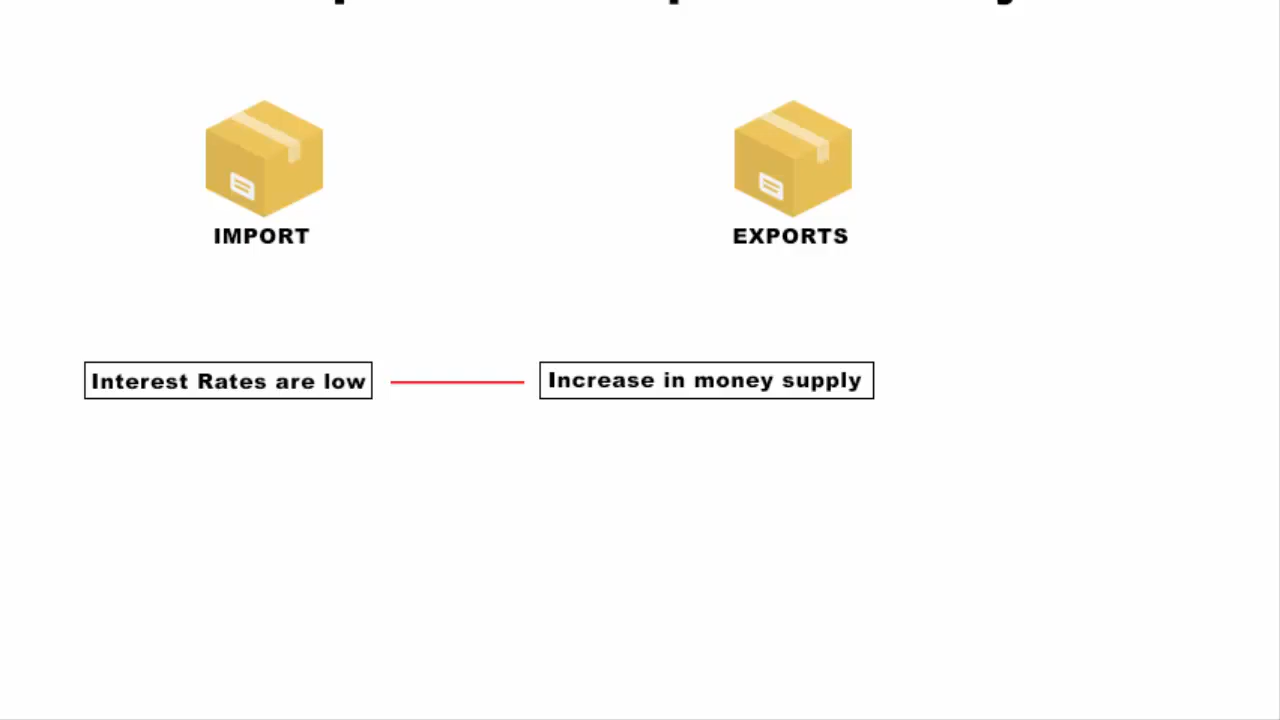 IMPORT
EXPORTS
Interest Rates are low
Increase in money supply